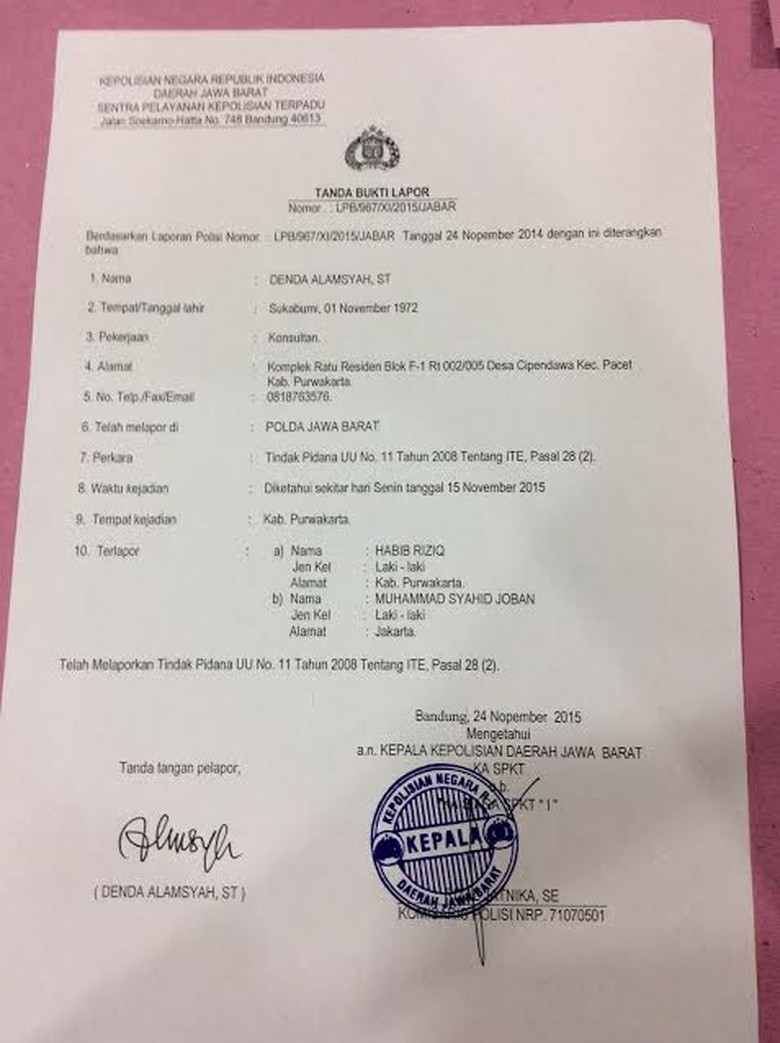 KEPOLISIAN NEGARA REPUBLIK INDONESIA
DAERAH JAWA BARAT
SENTRA PELAYANAN KEPOLISIAN TERPADU
Jalan Soekarno-Hatta No. 748 Bandung 40613
TANDA BUKTI LAPOR
Nomor . : LPB/967/XI/2015/JABAR
Berdasarkan Laporan Polisi Nomor : LPB/967/XI/2015/JABAR Tanggal 24 Nopember 2014 dengan ini diterangkan
bahwa
1. Nama : DENDA ALAMSYAH, ST
2. Tempat/Tanggal lahir : Sukabumi, 01 November 1972
3. Pekerjaan : Konsultan.
4. Alamat : Komplek Ratu Residen Blok F-1 Rt 002/005 Desa Cipendawa Kec. Pacet
Kab. Purwakarta.
5. No. Telp./Fax/Email : 0818763576.
6. Telah melapor di : POLDA JAWA BARAT
7. Perkara : Tindak Pidana UU No. 11 Tahun 2008 Tentang ITE, Pasal 28 (2).
8. Waktu kejadian : Diketahui sekitar hari Senin tanggal 15 November 2015
9. Tempat kejadian : Kab. Purwakarta.
10. Terlapor : a) Nama : HABIB RIZIQ
Jen Kel : Laki - laki
Alamat : Kab. Purwakarta.
b) Nama : MUHAMMAD SYAHID JOBAN
Jen Kel : Laki - laki
Alamat : Jakarta.
Telah Melaporkan Tindak Pidana UU No. 11 Tahun 2008 Tentang ITE, Pasal 28 (2).
Bandung, 24 Nopember 2015
Mengetahui
a.n. KEPALA KEPOLISIAN DAERAH JAWA BARAT
KA SPKT
SPKT " I "
Tanda tangan pelapor,
KEPOLISIAN NEGARA R.I.
KEPALA
DAERAH JAWA BARAT
( DENDA ALAMSYAH, ST )
SE
KOMISARIS POLISI NRP. 71070501